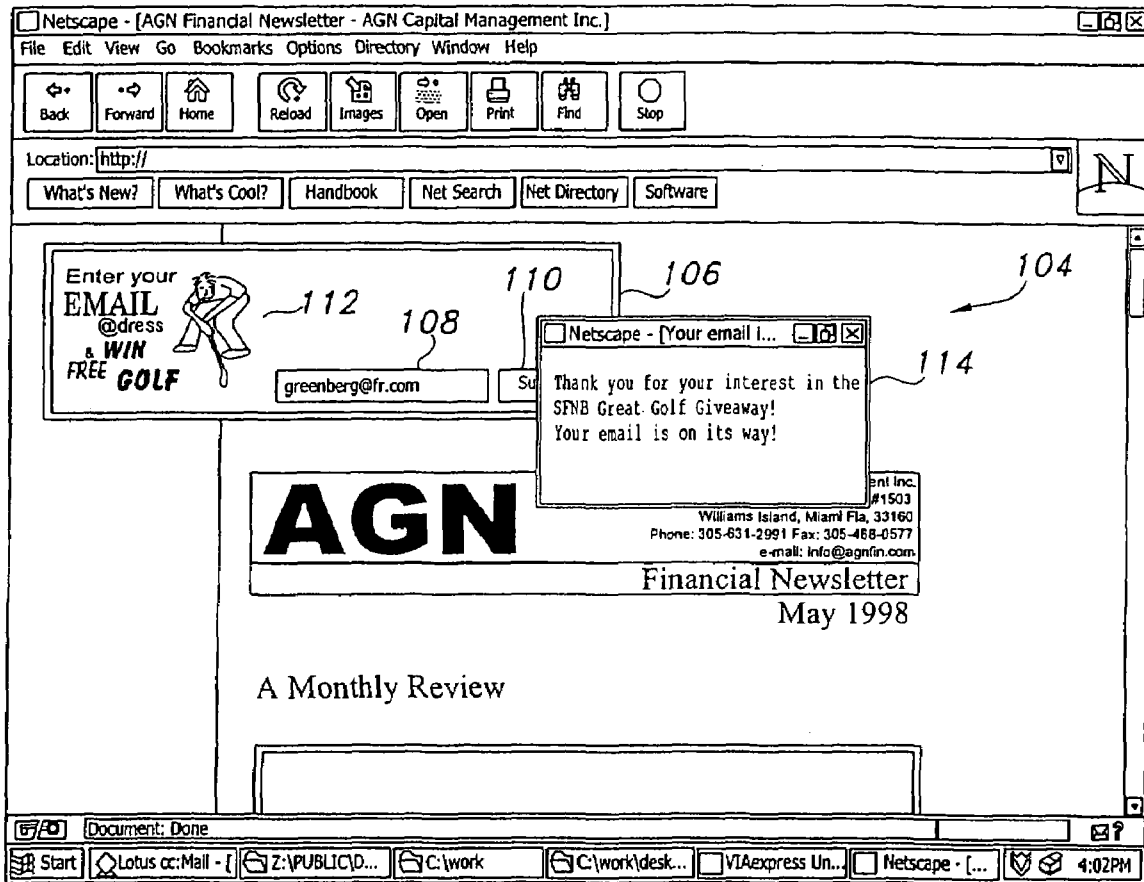 Netscape - [AGN Financial Newsletter - AGN Capital Management Inc.]
File Edit View Go Bookmarks Options Directory Window Help
Back Forward Home Reload Images Open Print Find Stop
Location: http://
N
What's New? What's Cool? Handbook Net Search Net Directory Software
Enter your
EMAIL
@dress
& WIN
FREE GOLF
112
108
110
106
104
greenberg@fr.com
Su
Netscape - [Your email i...
114
Thank you for your interest in the
SFNB Great Golf Giveaway!
Your email is on its way!
AGN
ent Inc.
#1503
Williams Island, Miami Fla, 33160
Phone: 305-631-2991 Fax: 305-468-0577
e-mail: info@agnfin.com
Financial Newsletter
May 1998
A Monthly Review
Document: Done
?
Start Lotus cc:Mail - [ Z:\PUBLIC\D... C:\work C:\work\desk... VIAexpress Un... Netscape - [... 4:02PM